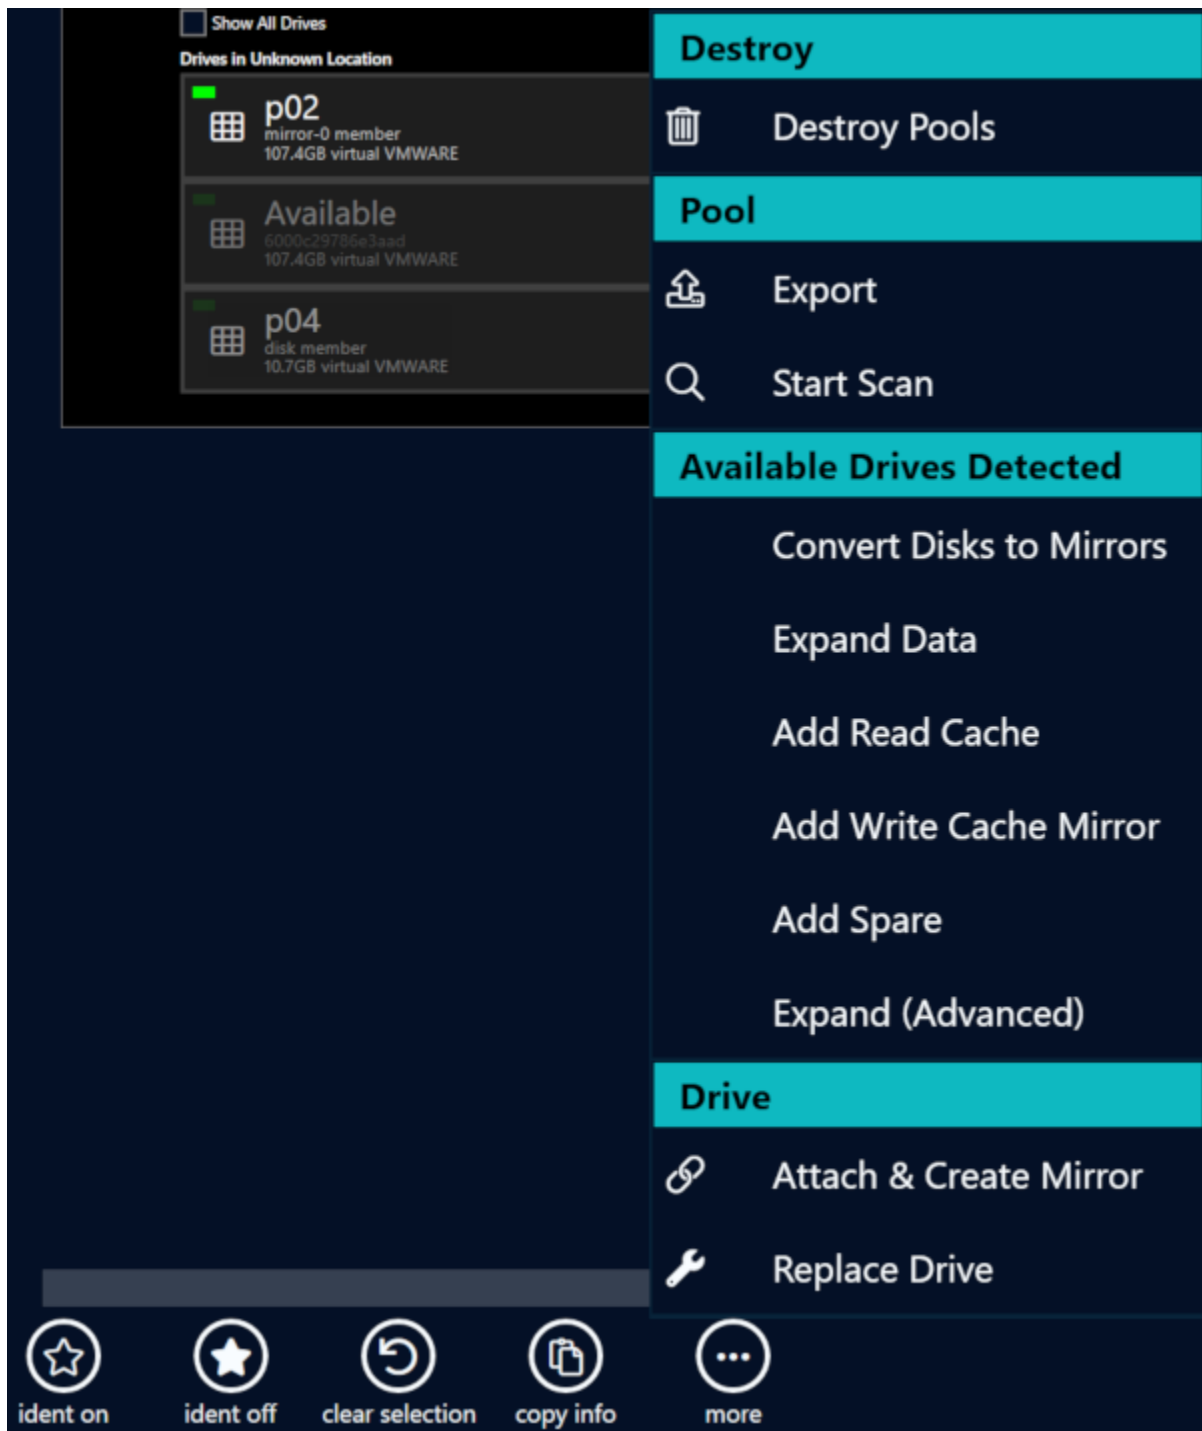 Show All Drives
Drives in Unknown Location
p02
mirror-0 member
107.4GB virtual VMWARE
Available
6000c29786e3aad
107.4GB virtual VMWARE
p04
disk member
10.7GB virtual VMWARE
Destroy
Destroy Pools
Pool
Export
Start Scan
Available Drives Detected
Convert Disks to Mirrors
Expand Data
Add Read Cache
Add Write Cache Mirror
Add Spare
Expand (Advanced)
Drive
Attach & Create Mirror
Replace Drive
ident on
ident off
clear selection
copy info
more